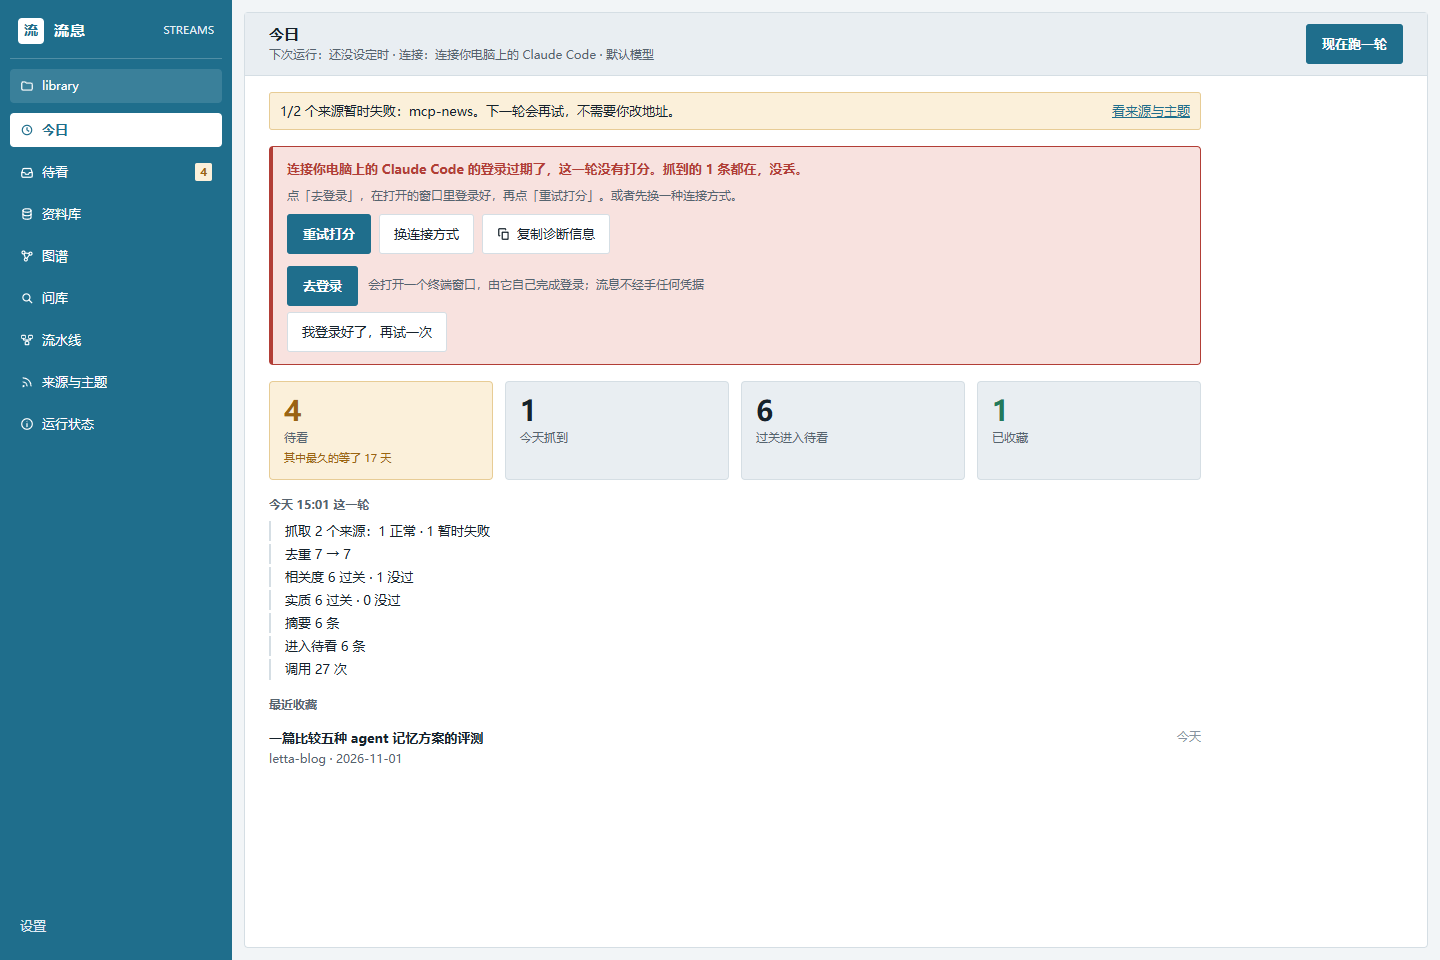 流 流息 STREAMS
library
今日
待看 4
资料库
图谱
问库
流水线
来源与主题
运行状态
设置
今日
下次运行：还没设定时 · 连接：连接你电脑上的 Claude Code · 默认模型
现在跑一轮
1/2 个来源暂时失败：mcp-news。下一轮会再试，不需要你改地址。 看来源与主题
连接你电脑上的 Claude Code 的登录过期了，这一轮没有打分。抓到的 1 条都在，没丢。
点「去登录」，在打开的窗口里登录好，再点「重试打分」。或者先换一种连接方式。
重试打分 换连接方式 复制诊断信息
去登录 会打开一个终端窗口，由它自己完成登录；流息不经手任何凭据
我登录好了，再试一次
4
待看
其中最久的等了 17 天
1
今天抓到
6
过关进入待看
1
已收藏
今天 15:01 这一轮
抓取 2 个来源：1 正常 · 1 暂时失败
去重 7 → 7
相关度 6 过关 · 1 没过
实质 6 过关 · 0 没过
摘要 6 条
进入待看 6 条
调用 27 次
最近收藏
一篇比较五种 agent 记忆方案的评测 今天
letta-blog · 2026-11-01